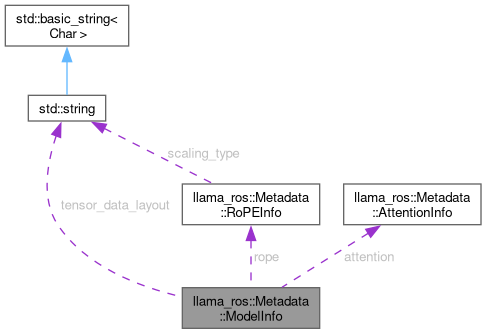 std::basic_string<
Char >
std::string
scaling_type
tensor_data_layout
llama_ros::Metadata
::RoPEInfo
llama_ros::Metadata
::AttentionInfo
rope
attention
llama_ros::Metadata
::ModelInfo